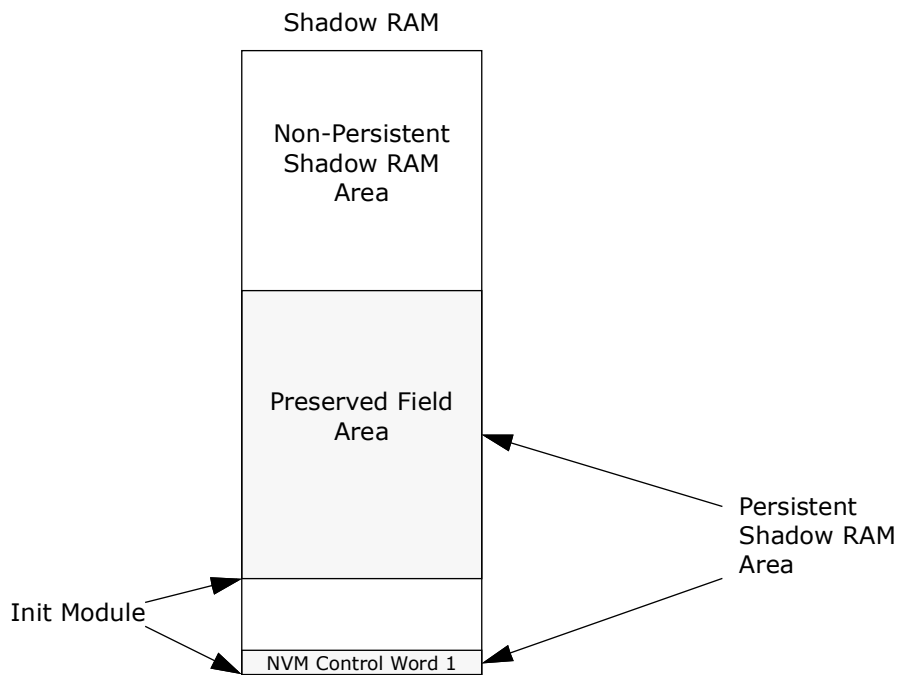 Shadow RAM
Non-Persistent
Shadow RAM
Area
Preserved Field
Area
Persistent
Shadow RAM
Area
Init Module
NVM Control Word 1